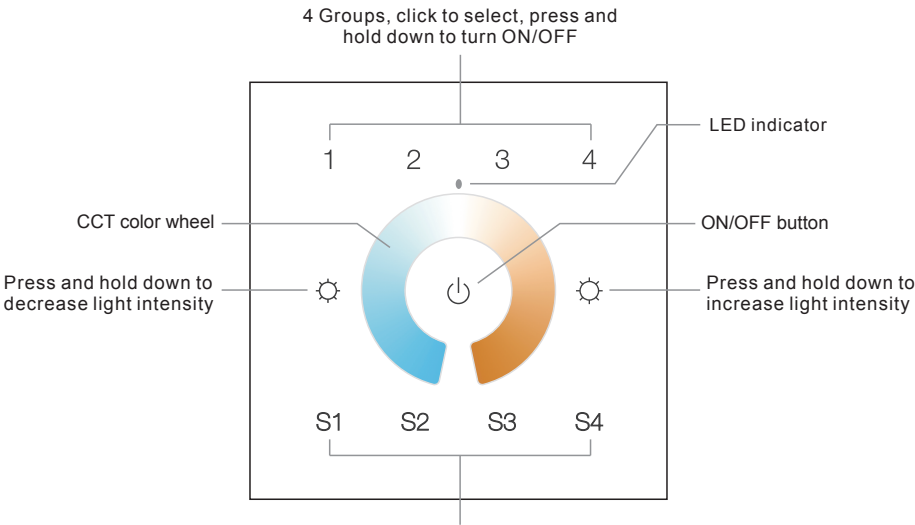 4 Groups, click to select, press and
hold down to turn ON/OFF
LED indicator
1 2 3 4
CCT color wheel
ON/OFF button
Press and hold down to
decrease light intensity
Press and hold down to
increase light intensity
S1 S2 S3 S4